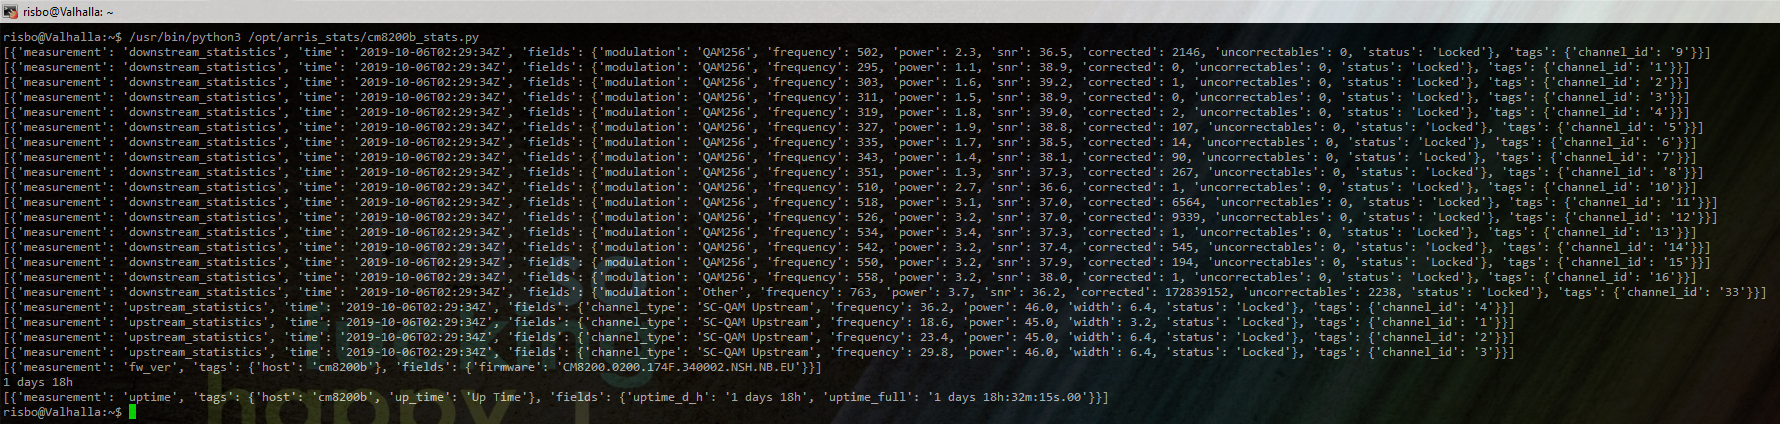 risbo@Valhalla: ~
risbo@Valhalla:~$ /usr/bin/python3 /opt/arris_stats/cm8200b_stats.py
[{'measurement': 'downstream_statistics', 'time': '2019-10-06T02:29:34Z', 'fields': {'modulation': 'QAM256', 'frequency': 502, 'power': 2.3, 'snr': 36.5, 'corrected': 2146, 'uncorrectables': 0, 'status': 'Locked'}, 'tags': {'channel_id': '9'}}]
[{'measurement': 'downstream_statistics', 'time': '2019-10-06T02:29:34Z', 'fields': {'modulation': 'QAM256', 'frequency': 295, 'power': 1.1, 'snr': 38.9, 'corrected': 0, 'uncorrectables': 0, 'status': 'Locked'}, 'tags': {'channel_id': '1'}}]
[{'measurement': 'downstream_statistics', 'time': '2019-10-06T02:29:34Z', 'fields': {'modulation': 'QAM256', 'frequency': 303, 'power': 1.6, 'snr': 39.2, 'corrected': 1, 'uncorrectables': 0, 'status': 'Locked'}, 'tags': {'channel_id': '2'}}]
[{'measurement': 'downstream_statistics', 'time': '2019-10-06T02:29:34Z', 'fields': {'modulation': 'QAM256', 'frequency': 311, 'power': 1.5, 'snr': 38.9, 'corrected': 0, 'uncorrectables': 0, 'status': 'Locked'}, 'tags': {'channel_id': '3'}}]
[{'measurement': 'downstream_statistics', 'time': '2019-10-06T02:29:34Z', 'fields': {'modulation': 'QAM256', 'frequency': 319, 'power': 1.8, 'snr': 39.0, 'corrected': 2, 'uncorrectables': 0, 'status': 'Locked'}, 'tags': {'channel_id': '4'}}]
[{'measurement': 'downstream_statistics', 'time': '2019-10-06T02:29:34Z', 'fields': {'modulation': 'QAM256', 'frequency': 327, 'power': 1.9, 'snr': 38.8, 'corrected': 107, 'uncorrectables': 0, 'status': 'Locked'}, 'tags': {'channel_id': '5'}}]
[{'measurement': 'downstream_statistics', 'time': '2019-10-06T02:29:34Z', 'fields': {'modulation': 'QAM256', 'frequency': 335, 'power': 1.7, 'snr': 38.5, 'corrected': 14, 'uncorrectables': 0, 'status': 'Locked'}, 'tags': {'channel_id': '6'}}]
[{'measurement': 'downstream_statistics', 'time': '2019-10-06T02:29:34Z', 'fields': {'modulation': 'QAM256', 'frequency': 343, 'power': 1.4, 'snr': 38.1, 'corrected': 90, 'uncorrectables': 0, 'status': 'Locked'}, 'tags': {'channel_id': '7'}}]
[{'measurement': 'downstream_statistics', 'time': '2019-10-06T02:29:34Z', 'fields': {'modulation': 'QAM256', 'frequency': 351, 'power': 1.3, 'snr': 37.3, 'corrected': 267, 'uncorrectables': 0, 'status': 'Locked'}, 'tags': {'channel_id': '8'}}]
[{'measurement': 'downstream_statistics', 'time': '2019-10-06T02:29:34Z', 'fields': {'modulation': 'QAM256', 'frequency': 510, 'power': 2.7, 'snr': 36.6, 'corrected': 1, 'uncorrectables': 0, 'status': 'Locked'}, 'tags': {'channel_id': '10'}}]
[{'measurement': 'downstream_statistics', 'time': '2019-10-06T02:29:34Z', 'fields': {'modulation': 'QAM256', 'frequency': 518, 'power': 3.1, 'snr': 37.0, 'corrected': 6564, 'uncorrectables': 0, 'status': 'Locked'}, 'tags': {'channel_id': '11'}}]
[{'measurement': 'downstream_statistics', 'time': '2019-10-06T02:29:34Z', 'fields': {'modulation': 'QAM256', 'frequency': 526, 'power': 3.2, 'snr': 37.0, 'corrected': 9339, 'uncorrectables': 0, 'status': 'Locked'}, 'tags': {'channel_id': '12'}}]
[{'measurement': 'downstream_statistics', 'time': '2019-10-06T02:29:34Z', 'fields': {'modulation': 'QAM256', 'frequency': 534, 'power': 3.4, 'snr': 37.3, 'corrected': 1, 'uncorrectables': 0, 'status': 'Locked'}, 'tags': {'channel_id': '13'}}]
[{'measurement': 'downstream_statistics', 'time': '2019-10-06T02:29:34Z', 'fields': {'modulation': 'QAM256', 'frequency': 542, 'power': 3.2, 'snr': 37.4, 'corrected': 545, 'uncorrectables': 0, 'status': 'Locked'}, 'tags': {'channel_id': '14'}}]
[{'measurement': 'downstream_statistics', 'time': '2019-10-06T02:29:34Z', 'fields': {'modulation': 'QAM256', 'frequency': 550, 'power': 3.2, 'snr': 37.9, 'corrected': 194, 'uncorrectables': 0, 'status': 'Locked'}, 'tags': {'channel_id': '15'}}]
[{'measurement': 'downstream_statistics', 'time': '2019-10-06T02:29:34Z', 'fields': {'modulation': 'QAM256', 'frequency': 558, 'power': 3.2, 'snr': 38.0, 'corrected': 1, 'uncorrectables': 0, 'status': 'Locked'}, 'tags': {'channel_id': '16'}}]
[{'measurement': 'downstream_statistics', 'time': '2019-10-06T02:29:34Z', 'fields': {'modulation': 'Other', 'frequency': 763, 'power': 3.7, 'snr': 36.2, 'corrected': 172839152, 'uncorrectables': 2238, 'status': 'Locked'}, 'tags': {'channel_id': '33'}}]
[{'measurement': 'upstream_statistics', 'time': '2019-10-06T02:29:34Z', 'fields': {'channel_type': 'SC-QAM Upstream', 'frequency': 36.2, 'power': 46.0, 'width': 6.4, 'status': 'Locked'}, 'tags': {'channel_id': '4'}}]
[{'measurement': 'upstream_statistics', 'time': '2019-10-06T02:29:34Z', 'fields': {'channel_type': 'SC-QAM Upstream', 'frequency': 18.6, 'power': 45.0, 'width': 3.2, 'status': 'Locked'}, 'tags': {'channel_id': '1'}}]
[{'measurement': 'upstream_statistics', 'time': '2019-10-06T02:29:34Z', 'fields': {'channel_type': 'SC-QAM Upstream', 'frequency': 23.4, 'power': 45.0, 'width': 6.4, 'status': 'Locked'}, 'tags': {'channel_id': '2'}}]
[{'measurement': 'upstream_statistics', 'time': '2019-10-06T02:29:34Z', 'fields': {'channel_type': 'SC-QAM Upstream', 'frequency': 29.8, 'power': 46.0, 'width': 6.4, 'status': 'Locked'}, 'tags': {'channel_id': '3'}}]
[{'measurement': 'fw_ver', 'tags': {'host': 'cm8200b'}, 'fields': {'firmware': 'CM8200.0200.174F.340002.NSH.NB.EU'}}]
1 days 18h
[{'measurement': 'uptime', 'tags': {'host': 'cm8200b', 'up_time': 'Up Time'}, 'fields': {'uptime_d_h': '1 days 18h', 'uptime_full': '1 days 18h:32m:15s.00'}}]
risbo@Valhalla:~$